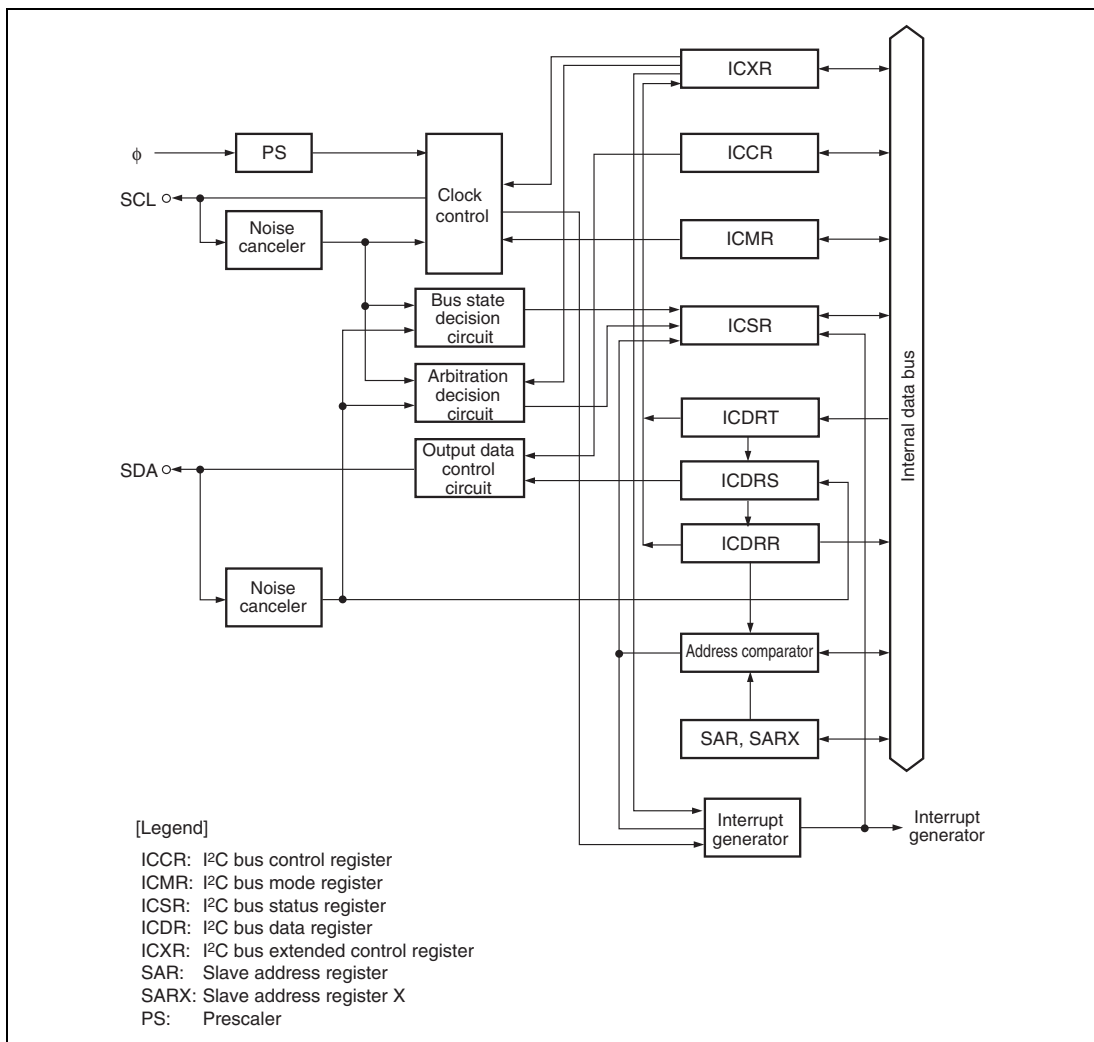 ICXR
φ
PS
ICCR
SCL
Clock
control
Noise
canceler
ICMR
Bus state
decision
circuit
ICSR
Arbitration
decision
circuit
Internal data bus
ICDRT
SDA
Output data
control
circuit
ICDRS
ICDRR
Noise
canceler
Address comparator
SAR, SARX
Interrupt
generator
Interrupt
generator
[Legend]
ICCR: I²C bus control register
ICMR: I²C bus mode register
ICSR: I²C bus status register
ICDR: I²C bus data register
ICXR: I²C bus extended control register
SAR: Slave address register
SARX: Slave address register X
PS: Prescaler